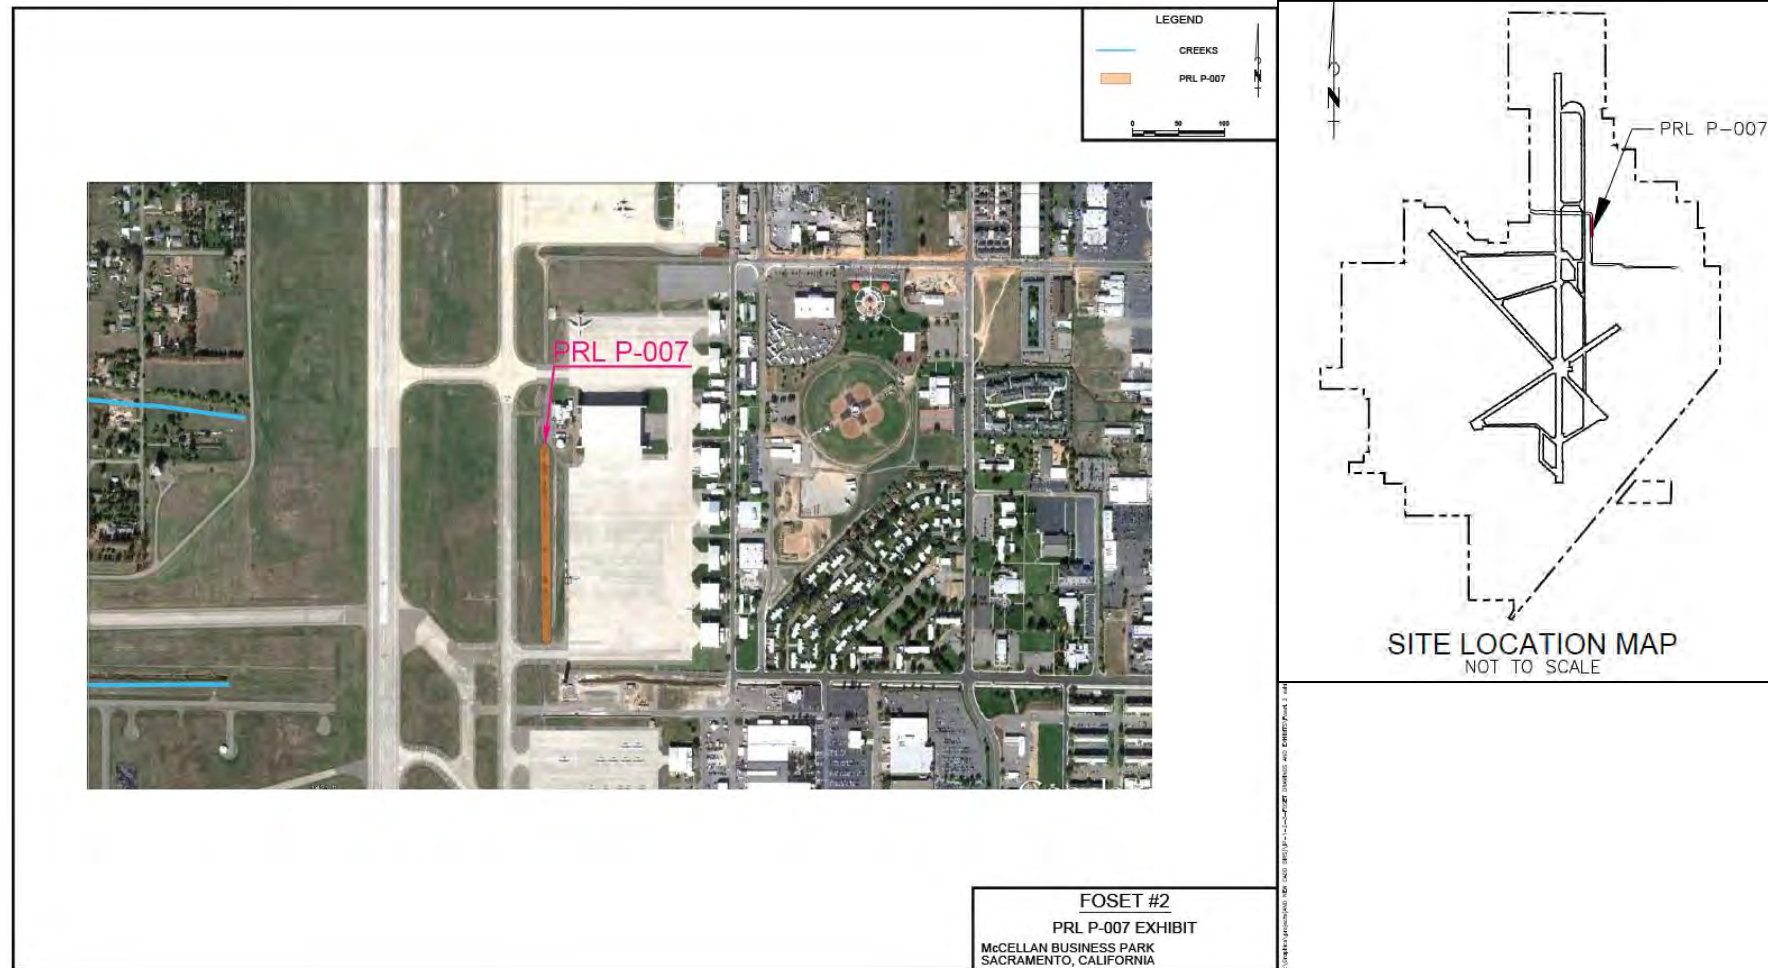 LEGEND
CREEKS
PRL P-007
N
0 50 100
PRL P-007
FOSET #2
PRL P-007 EXHIBIT
McCELLAN BUSINESS PARK
SACRAMENTO, CALIFORNIA
N
PRL P-007
SITE LOCATION MAP
NOT TO SCALE